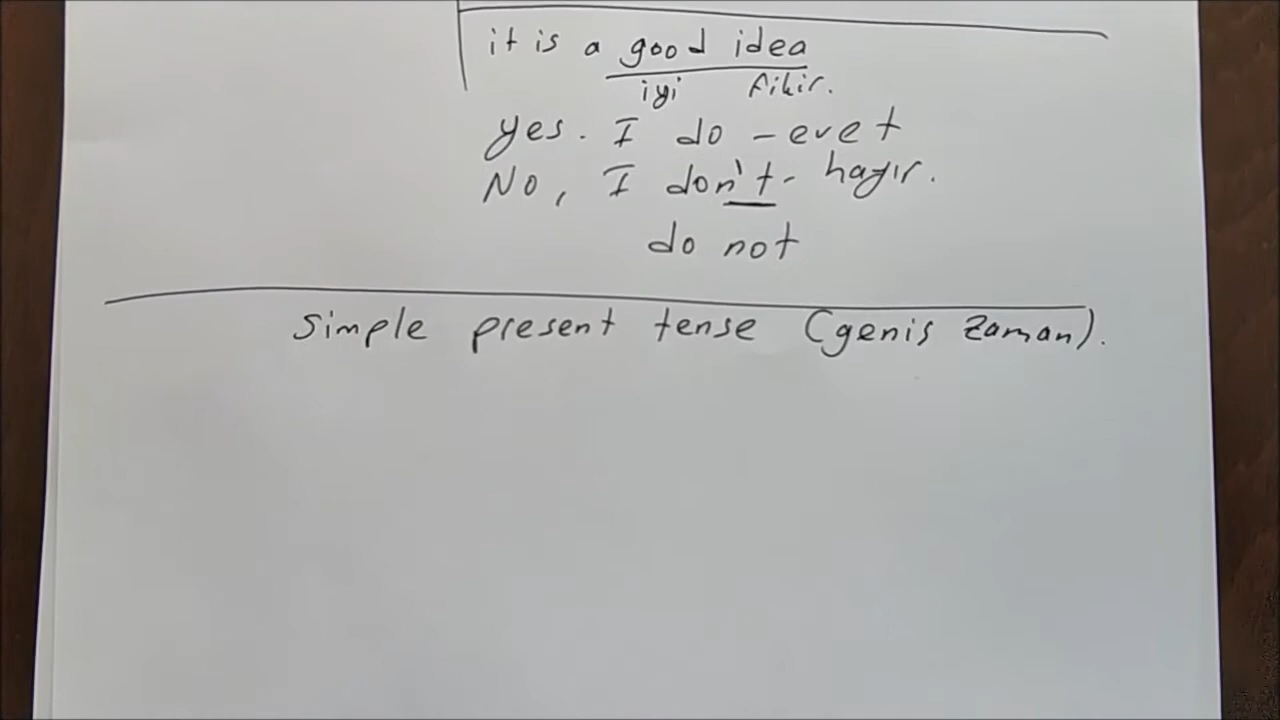 it is a good idea
iyi fikir.
yes. I do - evet
No, I don't - hayır.
do not
simple present tense (genis zaman).